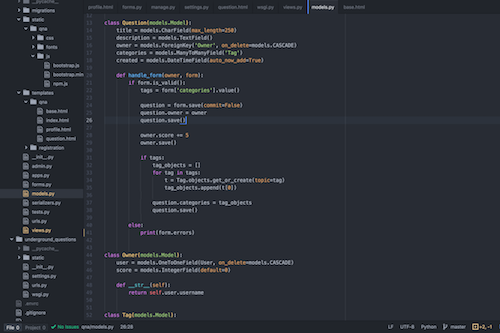 profile.html
forms.py
manage.py
settings.py
question.html
wsgi.py
views.py
models.py
base.html
migrations
static
qna
css
fonts
js
bootstrap.js
bootstrap.min
npm.js
templates
qna
base.html
index.html
profile.html
question.html
registration
__init__.py
admin.py
apps.py
forms.py
models.py
serializers.py
tests.py
urls.py
views.py
underground_questions
__pycache__
static
__init__.py
settings.py
urls.py
wsgi.py
.gitignore
class Question(models.Model):
title = models.CharField(max_length=250)
description = models.TextField()
owner = models.ForeignKey('Owner', on_delete=models.CASCADE)
categories = models.ManyToManyField('Tag')
created = models.DateTimeField(auto_now_add=True)
def handle_form(owner, form):
if form.is_valid():
tags = form['categories'].value()
question = form.save(commit=False)
question.owner = owner
question.save()
owner.score += 5
owner.save()
if tags:
tag_objects = []
for tag in tags:
t = Tag.objects.get_or_create(topic=tag)
tag_objects.append(t[0])
question.categories = tag_objects
question.save()
else:
print(form.errors)
class Owner(models.Model):
user = models.OneToOneField(User, on_delete=models.CASCADE)
score = models.IntegerField(default=0)
def __str__(self):
return self.user.username
class Tag(models.Model):
File 0 Project 0 No Issues qna/models.py 26:28
LF UTF-8 Python master +2, -1